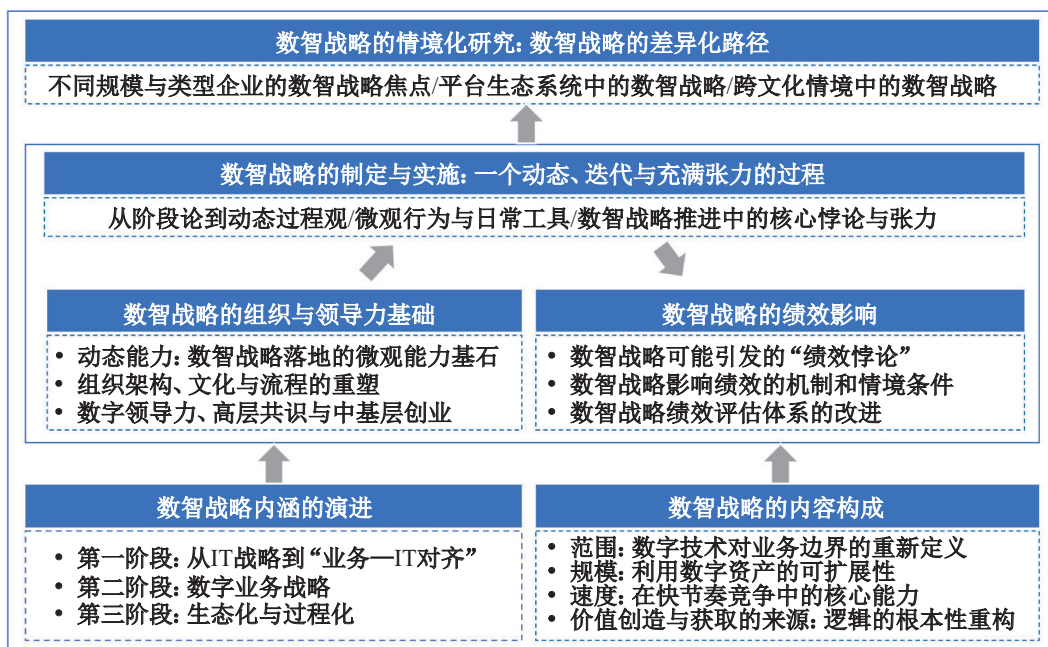 数智战略的情境化研究：数智战略的差异化路径
不同规模与类型企业的数智战略焦点/平台生态系统中的数智战略/跨文化情境中的数智战略
数智战略的制定与实施：一个动态、迭代与充满张力的过程
从阶段论到动态过程观/微观行为与日常工具/数智战略推进中的核心悖论与张力
数智战略的组织与领导力基础
• 动态能力：数智战略落地的微观能力基石
• 组织架构、文化与流程的重塑
• 数字领导力、高层共识与中基层创业
数智战略的绩效影响
• 数智战略可能引发的“绩效悖论”
• 数智战略影响绩效的机制和情境条件
• 数智战略绩效评估体系的改进
数智战略内涵的演进
• 第一阶段：从IT战略到“业务—IT对齐”
• 第二阶段：数字业务战略
• 第三阶段：生态化与过程化
数智战略的内容构成
• 范围：数字技术对业务边界的重新定义
• 规模：利用数字资产的可扩展性
• 速度：在快节奏竞争中的核心能力
• 价值创造与获取的来源：逻辑的根本性重构